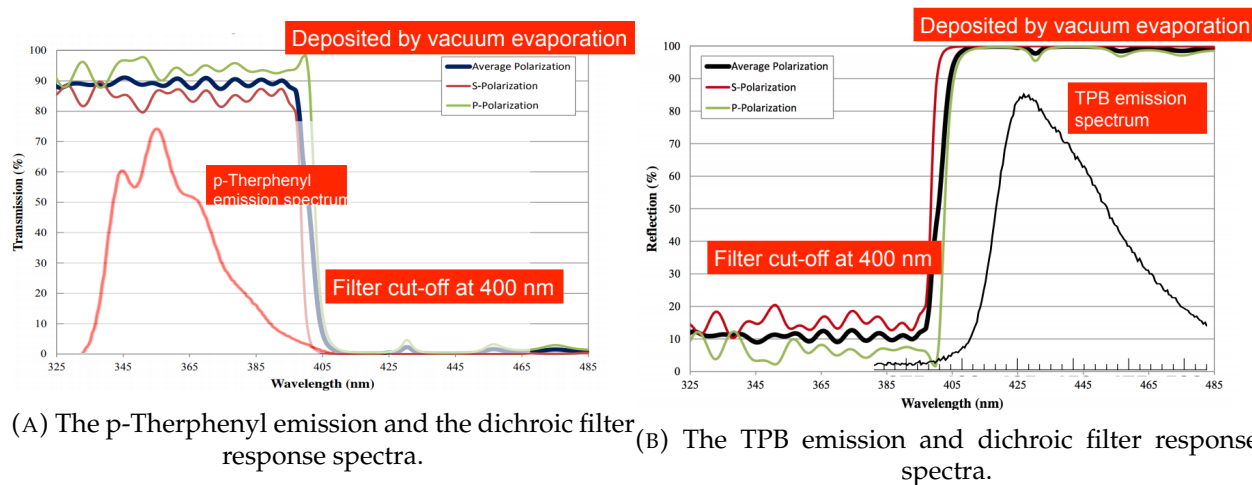 Deposited by vacuum evaporation
100
90
80
70
60
50
40
30
20
10
0
Transmission (%)
Average Polarization
S-Polarization
P-Polarization
p-Therphenyl
emission spectrum
Filter cut-off at 400 nm
325 345 365 385 405 425 445 465 485
Wavelength (nm)
(A) The p-Therphenyl emission and the dichroic filter
response spectra.
Deposited by vacuum evaporation
100
90
80
70
60
50
40
30
20
10
0
Reflection (%)
Average Polarization
S-Polarization
P-Polarization
TPB emission
spectrum
Filter cut-off at 400 nm
325 345 365 385 405 425 445 465 485
Wavelength (nm)
(B) The TPB emission and dichroic filter response
spectra.